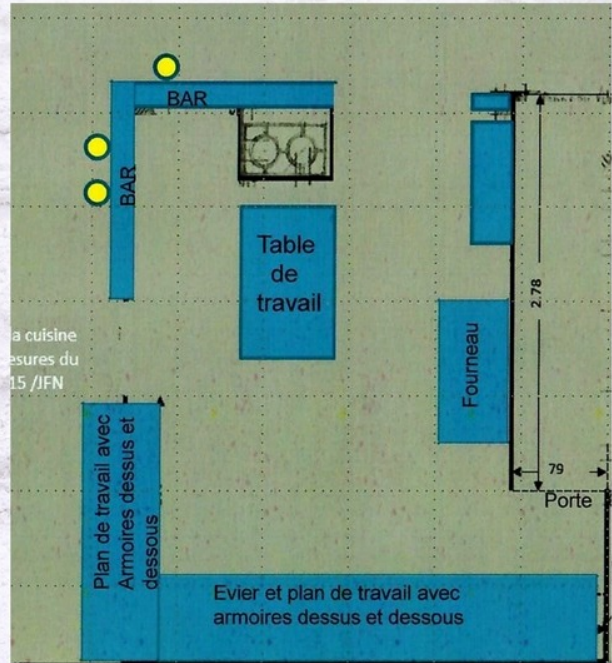 BAR
BAR
Table
de
travail
2.78
a cuisine
esures du
15 /JFN
Fourneau
Plan de travail avec
Armoires dessus et
dessous
79
Porte
Evier et plan de travail avec
armoires dessus et dessous